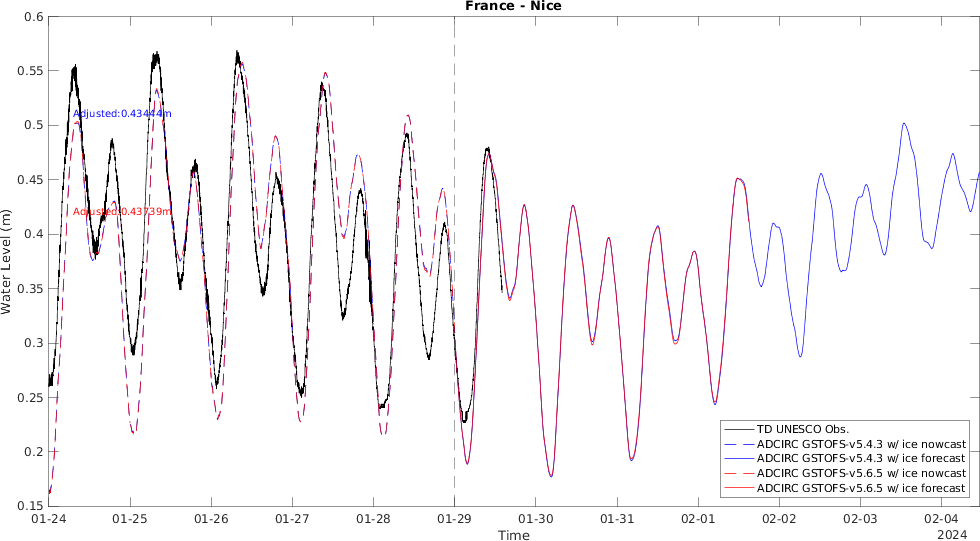 France - Nice
0.6
0.55
0.5
0.45
0.4
0.35
0.3
0.25
0.2
0.15
Water Level (m)
Adjusted:0.43444m
Adjusted:0.43739m
TD UNESCO Obs.
ADCIRC GSTOFS-v5.4.3 w/ ice nowcast
ADCIRC GSTOFS-v5.4.3 w/ ice forecast
ADCIRC GSTOFS-v5.6.5 w/ ice nowcast
ADCIRC GSTOFS-v5.6.5 w/ ice forecast
01-24 01-25 01-26 01-27 01-28 01-29 01-30 01-31 02-01 02-02 02-03 02-04
Time
2024